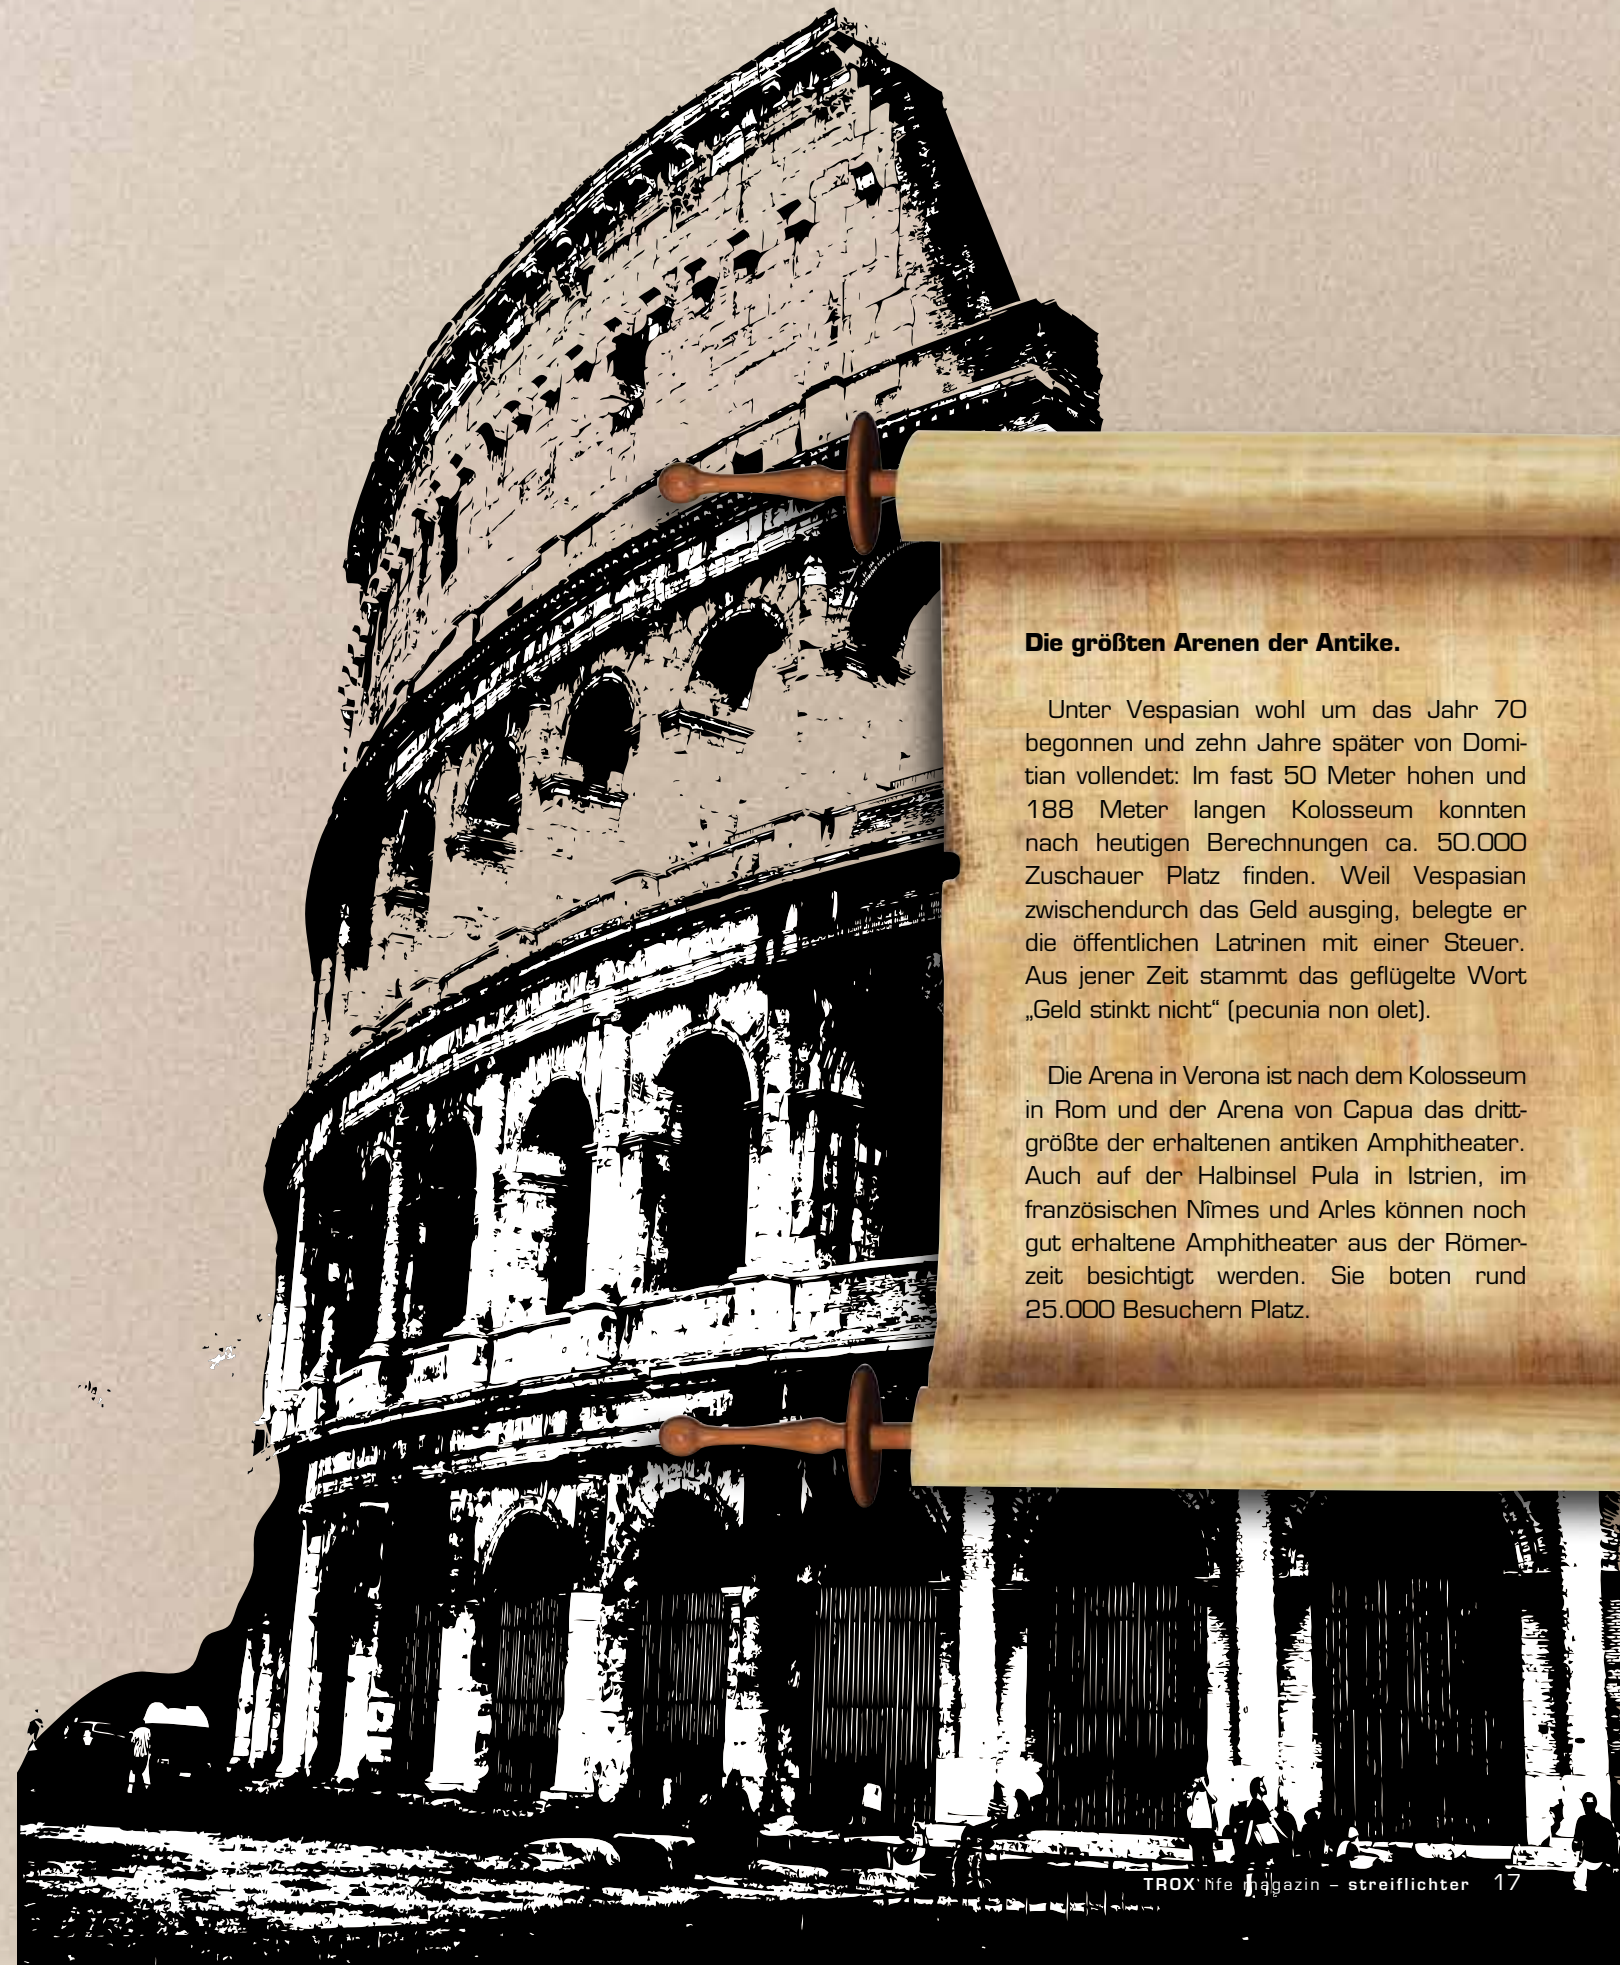 Die größten Arenen der Antike.
Unter Vespasian wohl um das Jahr 70
begonnen und zehn Jahre später von Domi-
tian vollendet: Im fast 50 Meter hohen und
188 Meter langen Kolosseum konnten
nach heutigen Berechnungen ca. 50.000
Zuschauer Platz finden. Weil Vespasian
zwischendurch das Geld ausging, belegte er
die öffentlichen Latrinen mit einer Steuer.
Aus jener Zeit stammt das geflügelte Wort
„Geld stinkt nicht“ (pecunia non olet).
Die Arena in Verona ist nach dem Kolosseum
in Rom und der Arena von Capua das dritt-
größte der erhaltenen antiken Amphitheater.
Auch auf der Halbinsel Pula in Istrien, im
französischen Nîmes und Arles können noch
gut erhaltene Amphitheater aus der Römer-
zeit besichtigt werden. Sie boten rund
25.000 Besuchern Platz.
TROX life magazin – streiflichter 17